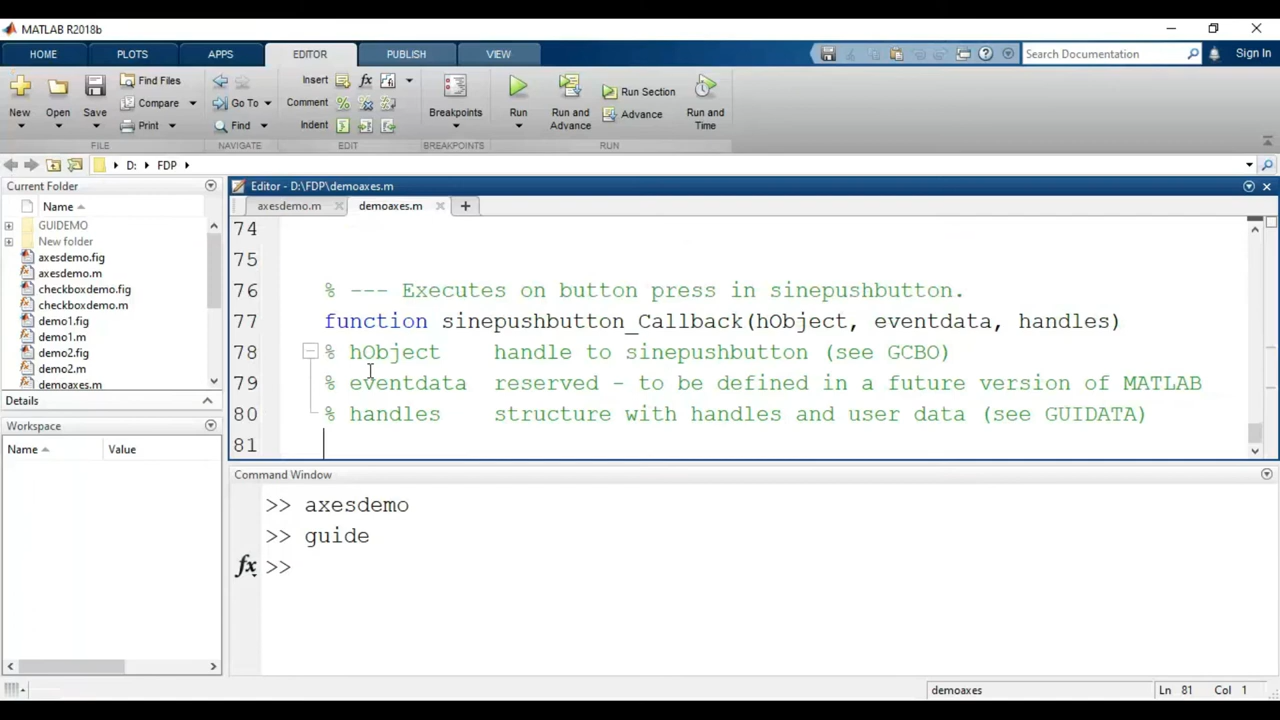 MATLAB R2018b
HOME PLOTS APPS EDITOR PUBLISH VIEW Search Documentation Sign In
New Open Save Find Files Compare Print Go To Find Insert Comment Indent fx Breakpoints Run Run and Advance Run Section Advance Run and Time
FILE NAVIGATE EDIT BREAKPOINTS RUN
D: FDP
Current Folder
Name
GUIDEMO
New folder
axesdemo.fig
axesdemo.m
checkboxdemo.fig
checkboxdemo.m
demo1.fig
demo1.m
demo2.fig
demo2.m
demoaxes.m
Details
Workspace
Name Value
Editor - D:\FDP\demoaxes.m
axesdemo.m demoaxes.m
74
75
76 % --- Executes on button press in sinepushbutton.
77 function sinepushbutton_Callback(hObject, eventdata, handles)
78 % hObject    handle to sinepushbutton (see GCBO)
79 % eventdata  reserved - to be defined in a future version of MATLAB
80 % handles    structure with handles and user data (see GUIDATA)
81
Command Window
>> axesdemo
>> guide
fx >>
demoaxes Ln 81 Col 1